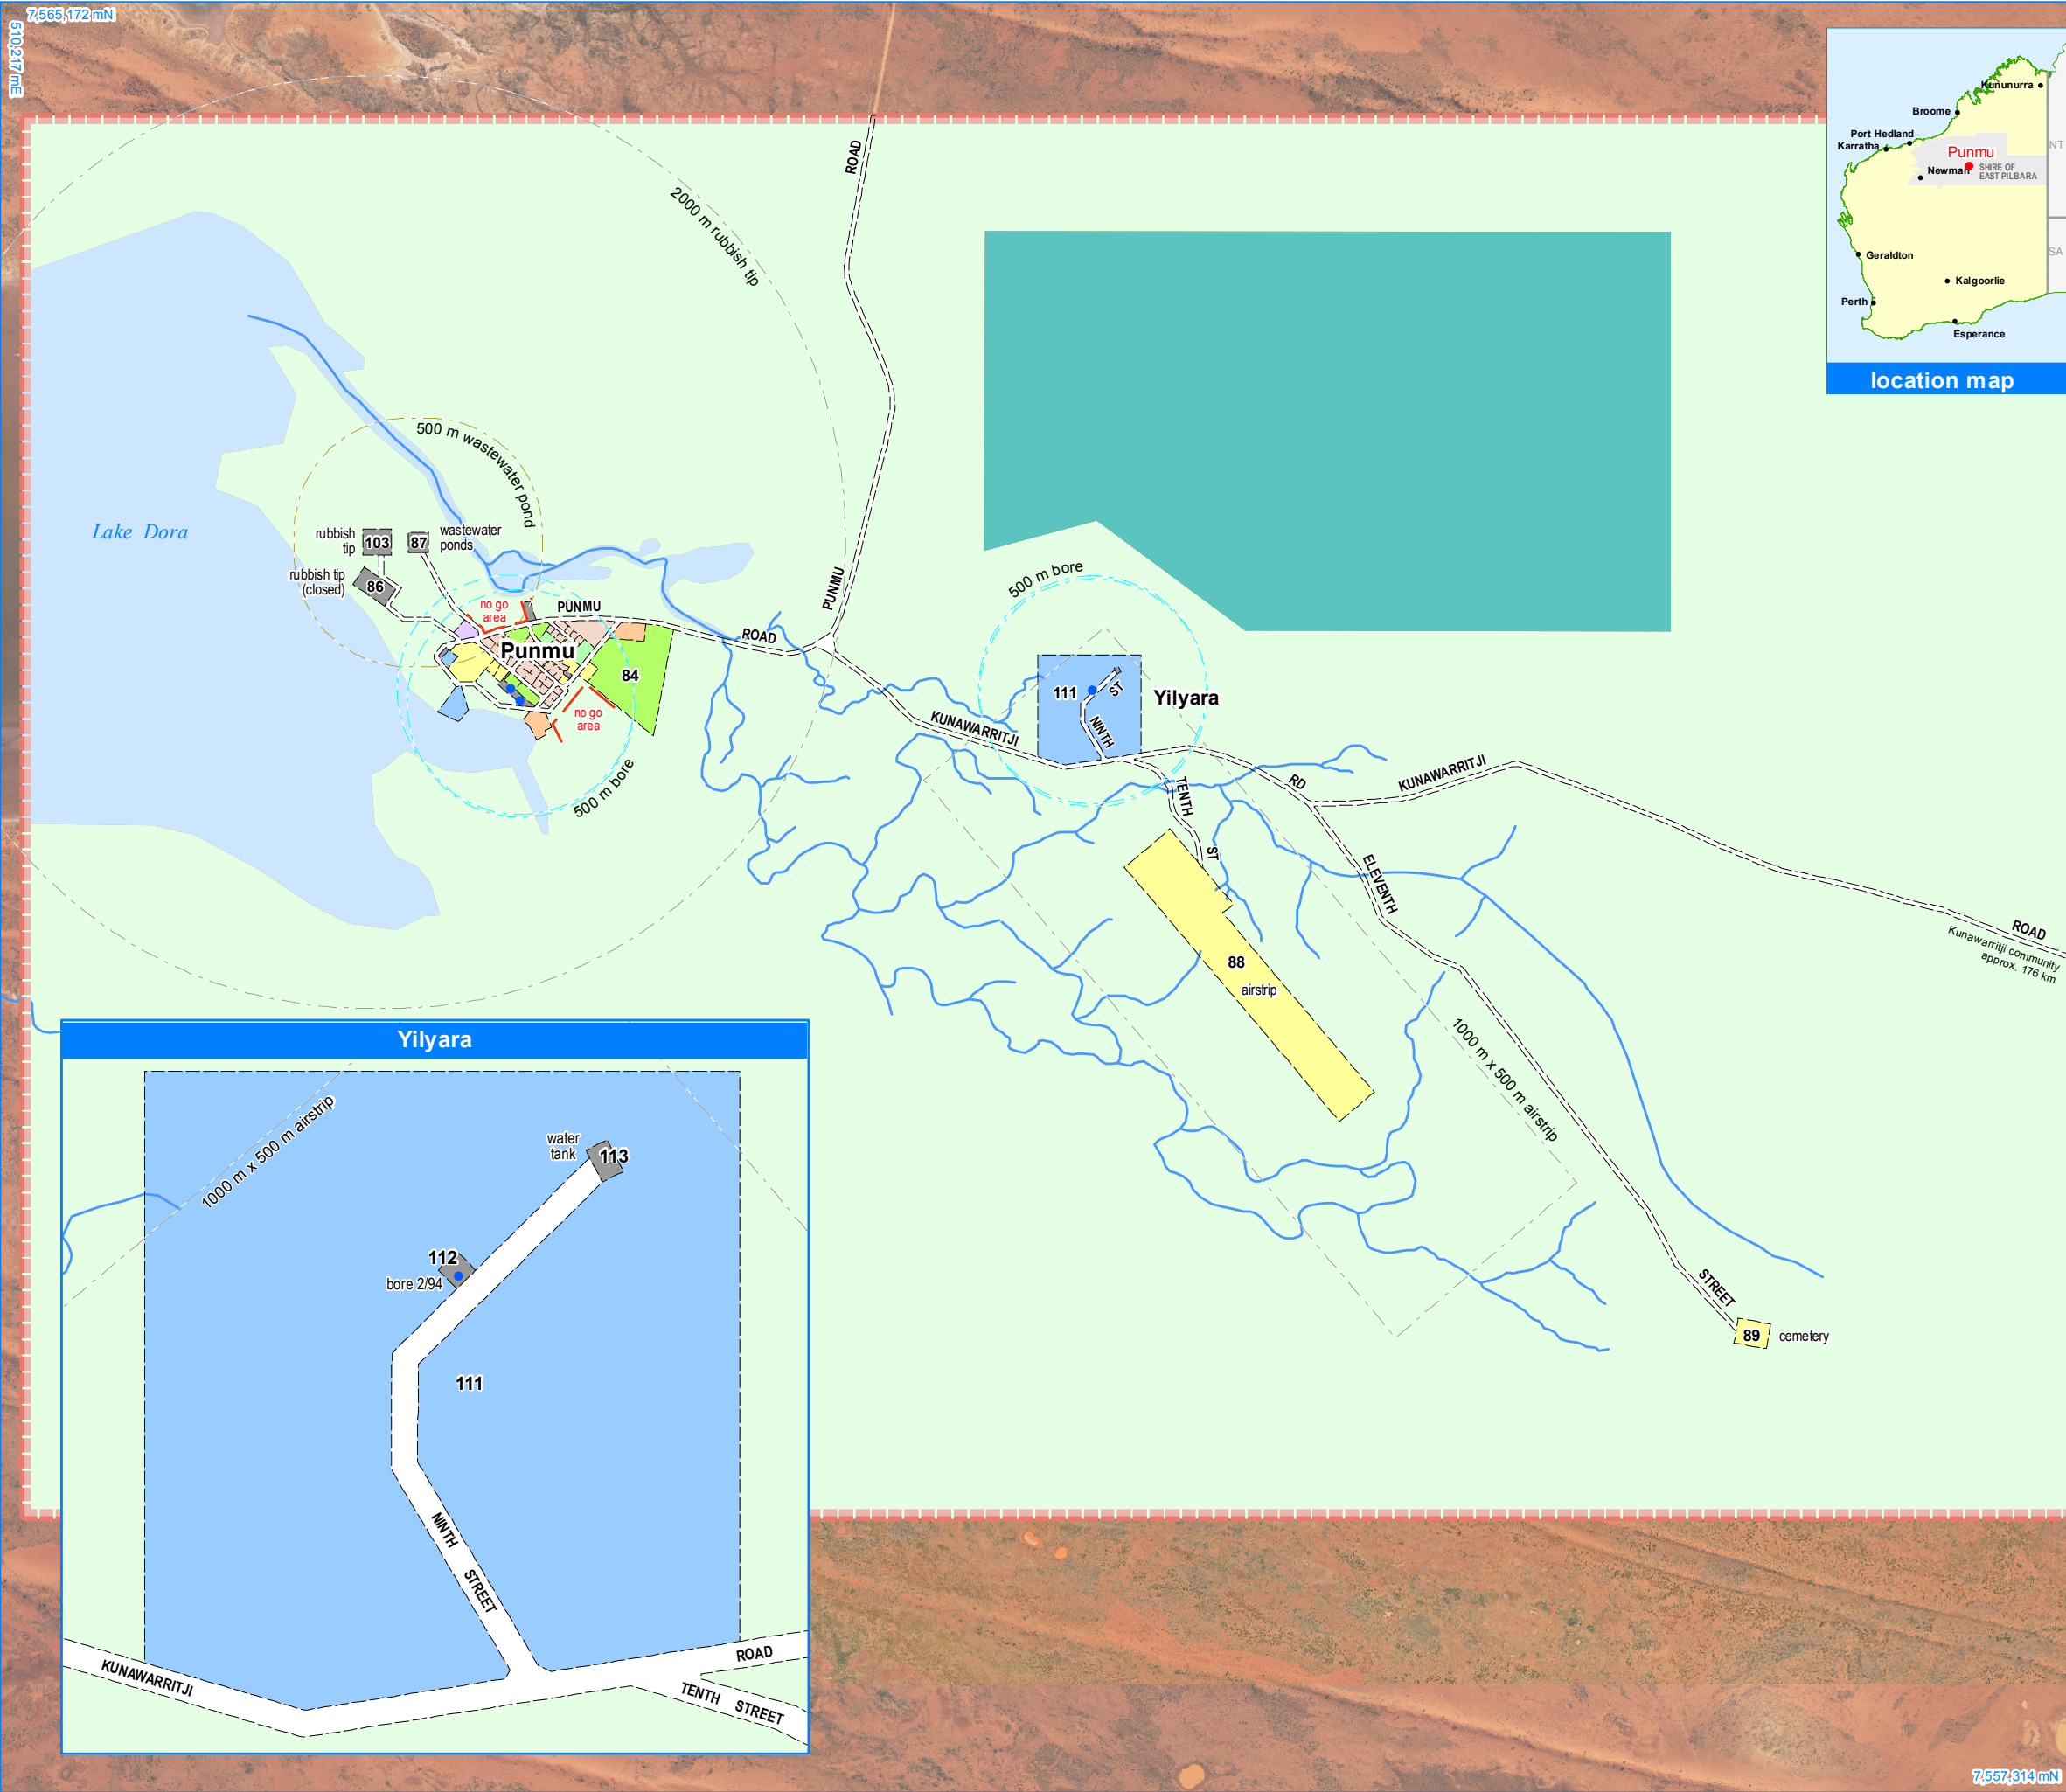 7,565,172 mN
510,217 mE
Kununurra
Broome
Port Hedland
Karratha
Punmu
NT
Newman
SHIRE OF
EAST PILBARA
SA
Geraldton
Kalgoorlie
Perth
Esperance
location map
ROAD
2000 m rubbish tip
500 m wastewater pond
Lake Dora
rubbish
tip
103
87
wastewater
ponds
rubbish tip
(closed)
86
no go
area
PUNMU
PUNMU
ROAD
Punmu
84
no go
area
500 m bore
500 m bore
111
ST
NINTH
Yilyara
KUNAWARRITJI
TENTH
ST
RD
KUNAWARRITJI
ELEVENTH
ROAD
Kunawarritji community
approx. 176 km
88
airstrip
1000 m x 500 m airstrip
STREET
89
cemetery
Yilyara
1000 m x 500 m airstrip
water
tank
113
112
bore 2/94
111
NINTH
STREET
KUNAWARRITJI
ROAD
TENTH STREET
7,557,314 mN